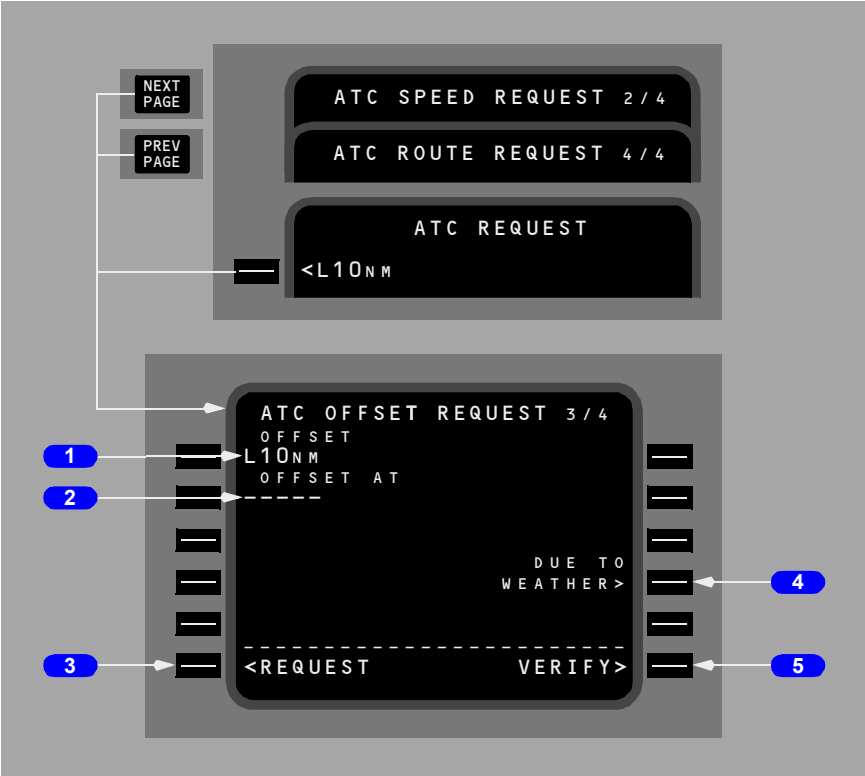 NEXT
PAGE
PREV
PAGE
ATC SPEED REQUEST 2/4
ATC ROUTE REQUEST 4/4
ATC REQUEST
<L10NM
ATC OFFSET REQUEST 3/4
OFFSET
1 L10NM
OFFSET AT
2 -----
DUE TO
WEATHER> 4
------------------------
3 <REQUEST VERIFY> 5